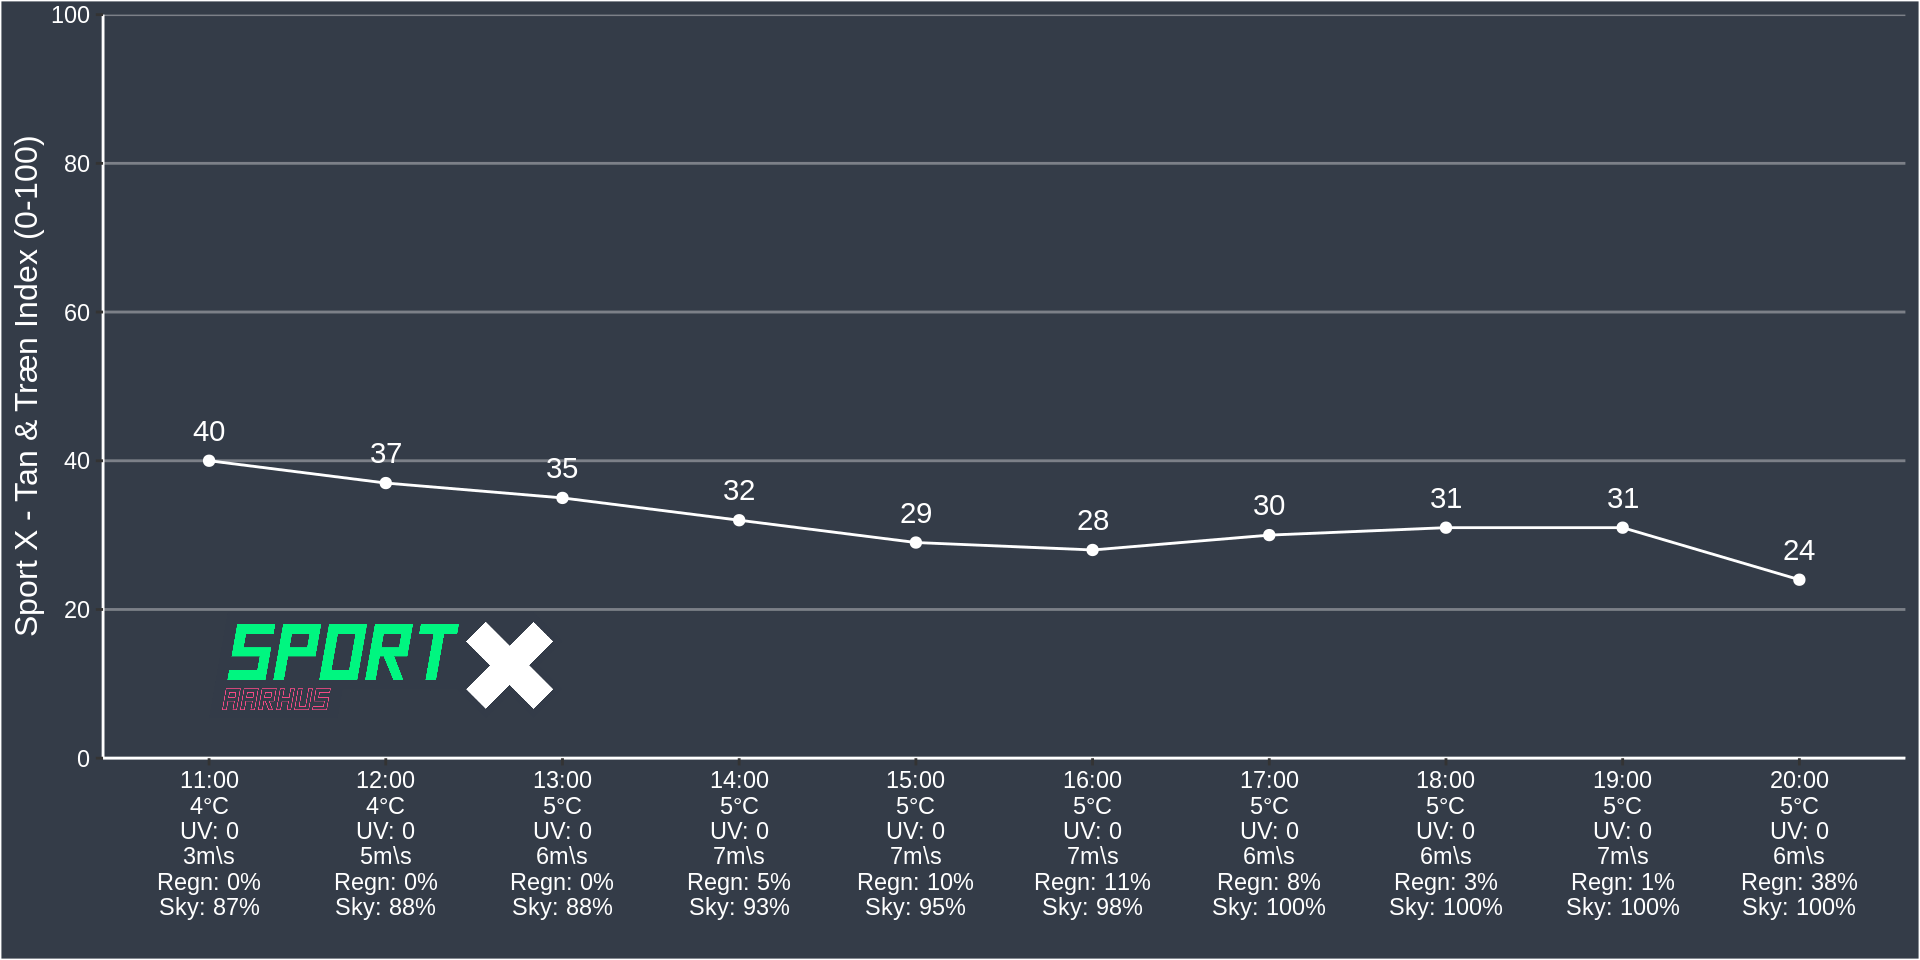 Sport X - Tan & Træn Index (0-100)
100
80
60
40
20
0
40
37
35
32
29
28
30
31
31
24
SPORT X
AARHUS
11:00 12:00 13:00 14:00 15:00 16:00 17:00 18:00 19:00 20:00
4°C 4°C 5°C 5°C 5°C 5°C 5°C 5°C 5°C 5°C
UV: 0 UV: 0 UV: 0 UV: 0 UV: 0 UV: 0 UV: 0 UV: 0 UV: 0 UV: 0
3m\s 5m\s 6m\s 7m\s 7m\s 7m\s 6m\s 6m\s 7m\s 6m\s
Regn: 0% Regn: 0% Regn: 0% Regn: 5% Regn: 10% Regn: 11% Regn: 8% Regn: 3% Regn: 1% Regn: 38%
Sky: 87% Sky: 88% Sky: 88% Sky: 93% Sky: 95% Sky: 98% Sky: 100% Sky: 100% Sky: 100% Sky: 100%